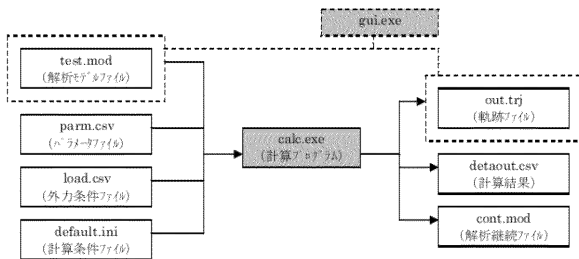 gui.exe
test.mod
(解析モデルファイル)
parm.csv
(パラメータファイル)
load.csv
(外力条件ファイル)
default.ini
(計算条件ファイル)
calc.exe
(計算プログラム)
out.trj
(軌跡ファイル)
detaout.csv
(計算結果)
cont.mod
(解析継続ファイル)